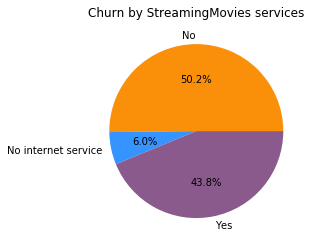 Churn by StreamingMovies services
No
50.2%
No internet service
6.0%
43.8%
Yes